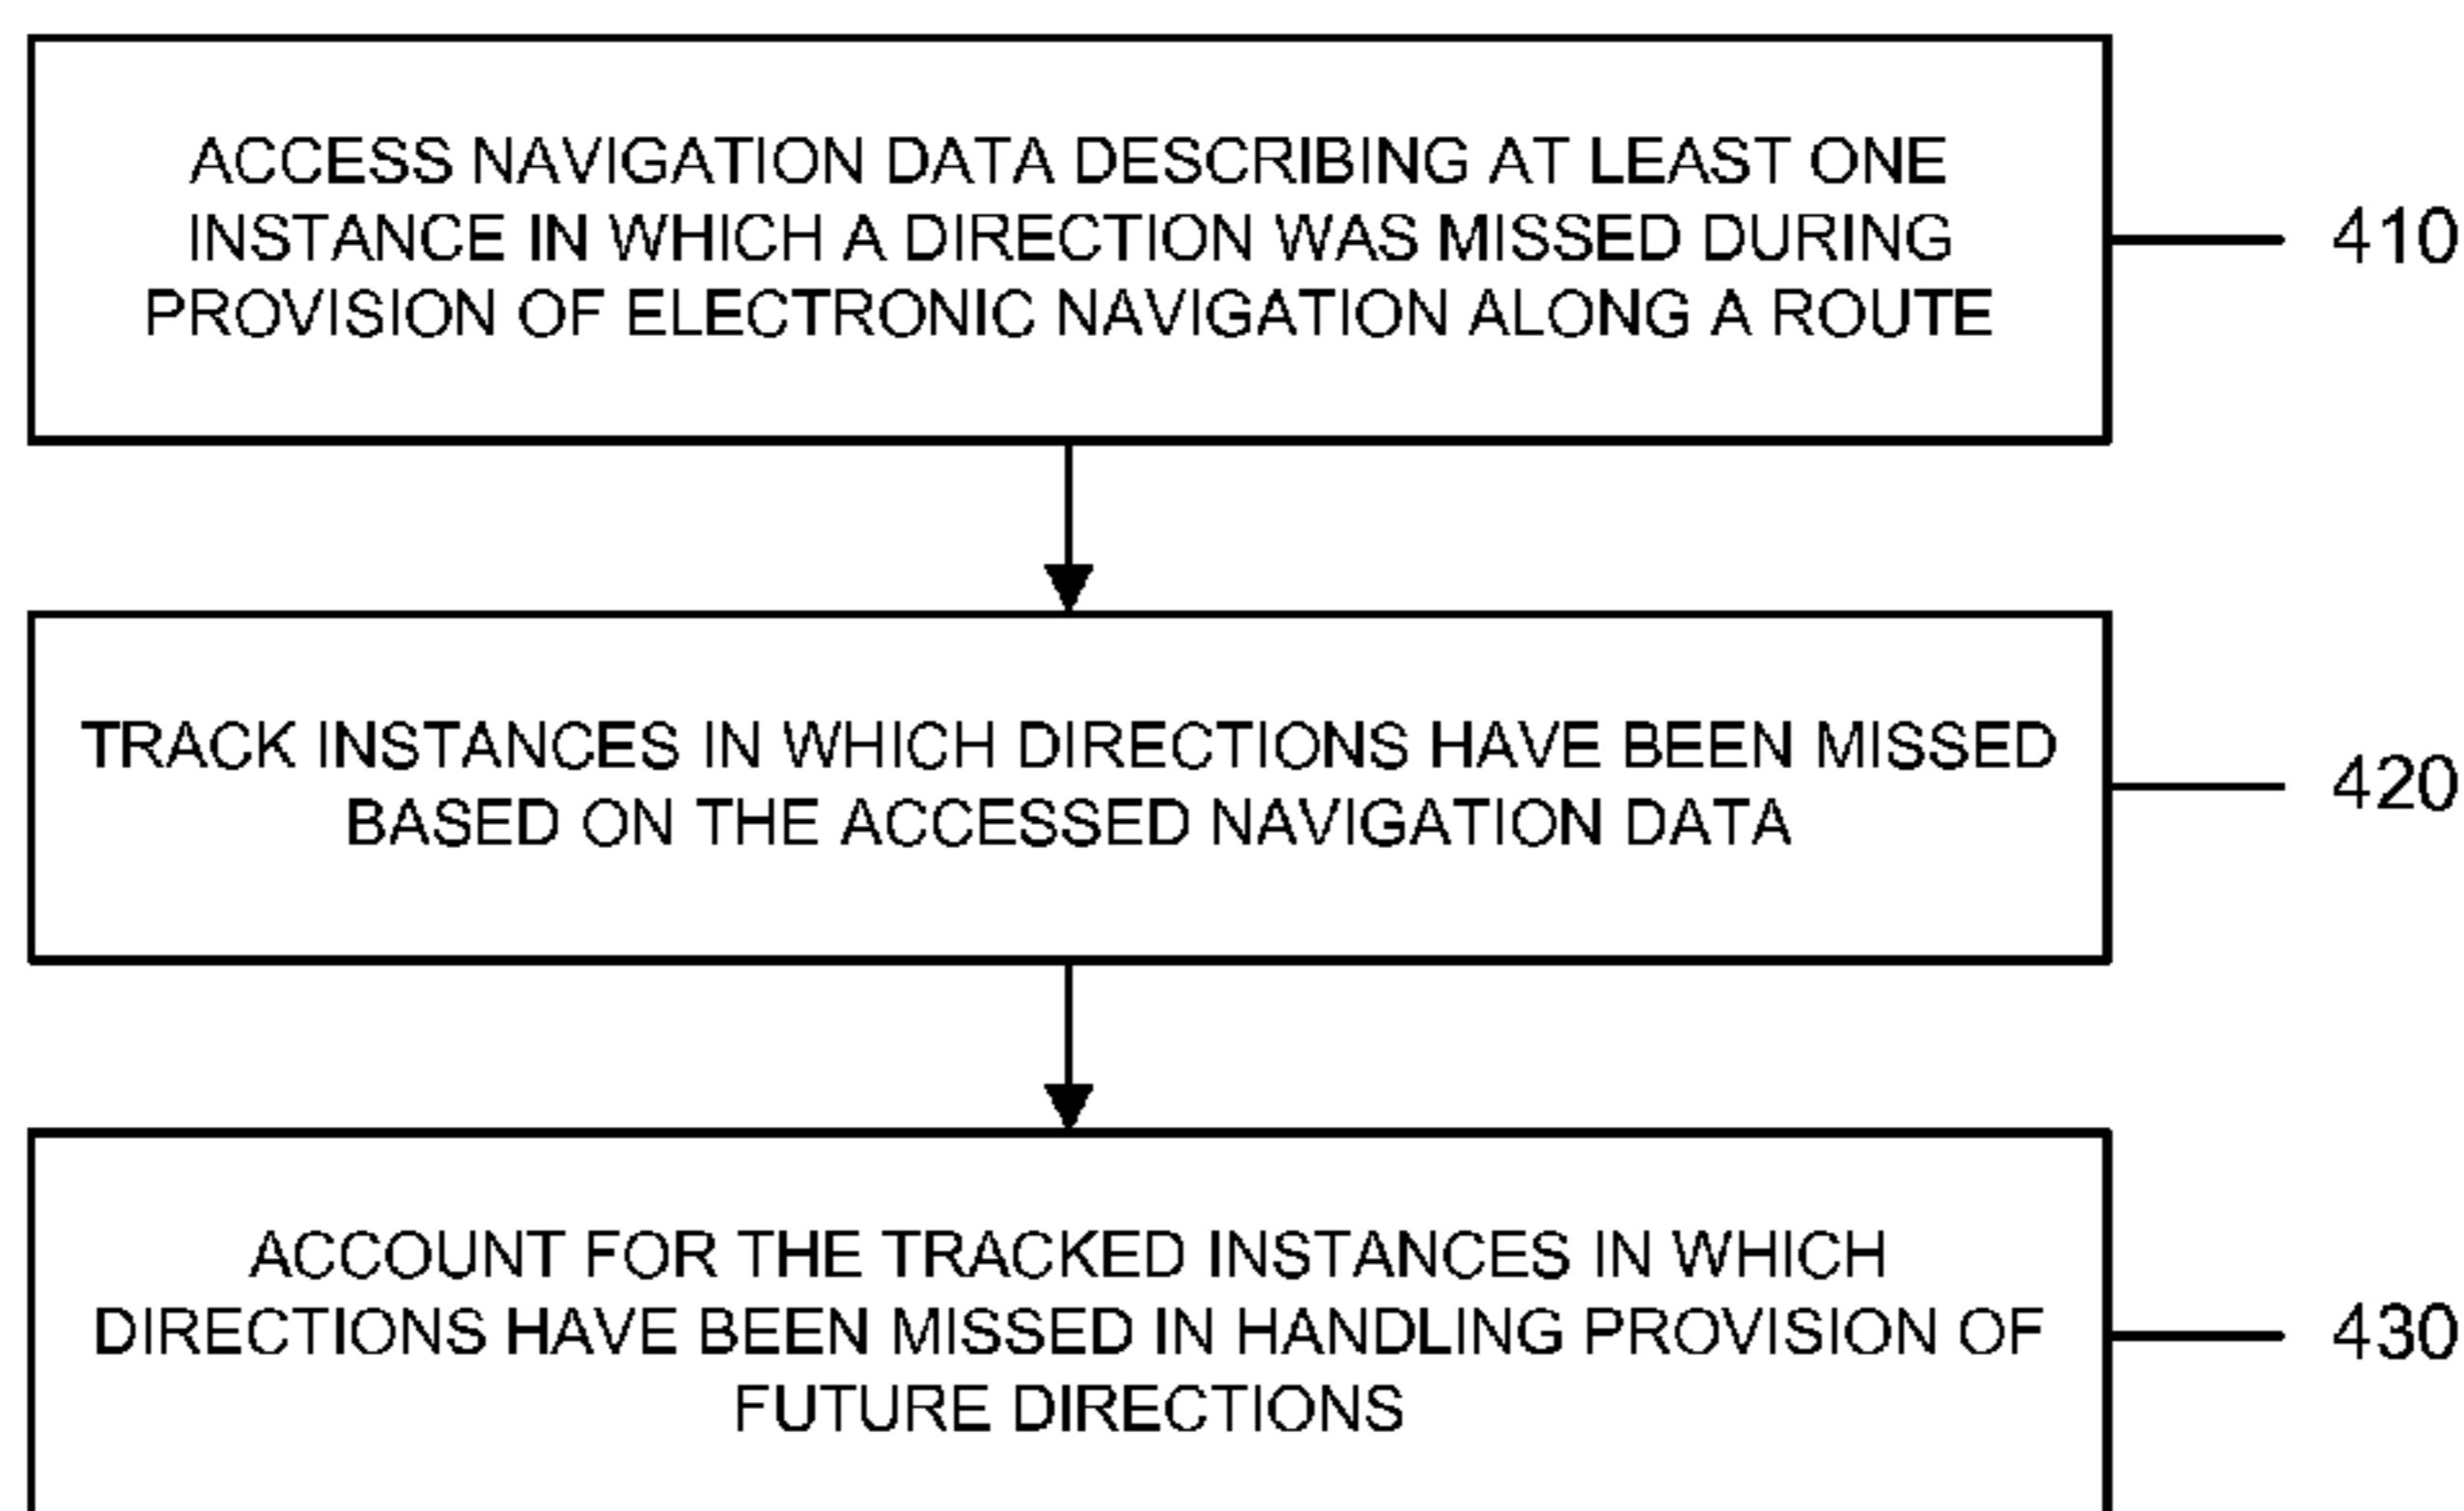 ACCESS NAVIGATION DATA DESCRIBING AT LEAST ONE
INSTANCE IN WHICH A DIRECTION WAS MISSED DURING
PROVISION OF ELECTRONIC NAVIGATION ALONG A ROUTE
410
TRACK INSTANCES IN WHICH DIRECTIONS HAVE BEEN MISSED
BASED ON THE ACCESSED NAVIGATION DATA
420
ACCOUNT FOR THE TRACKED INSTANCES IN WHICH
DIRECTIONS HAVE BEEN MISSED IN HANDLING PROVISION OF
FUTURE DIRECTIONS
430